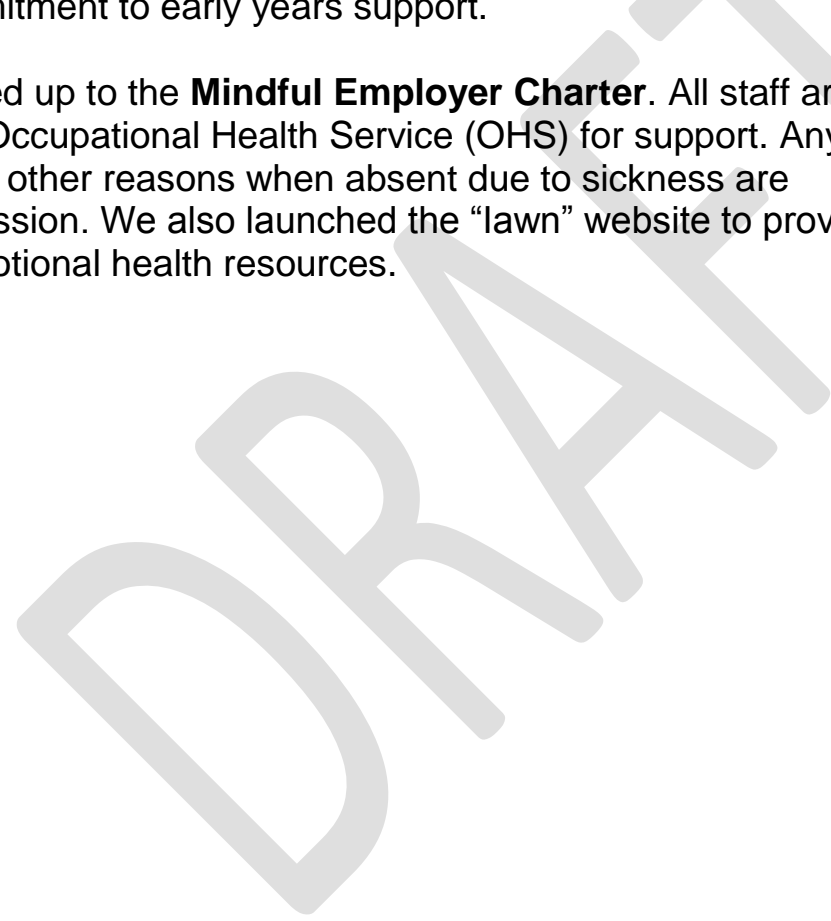 mitment to early years support.
ed up to the Mindful Employer Charter. All staff ar
Occupational Health Service (OHS) for support. Any
other reasons when absent due to sickness are
ssion. We also launched the “Iawn” website to prov
otional health resources.
DRAFT